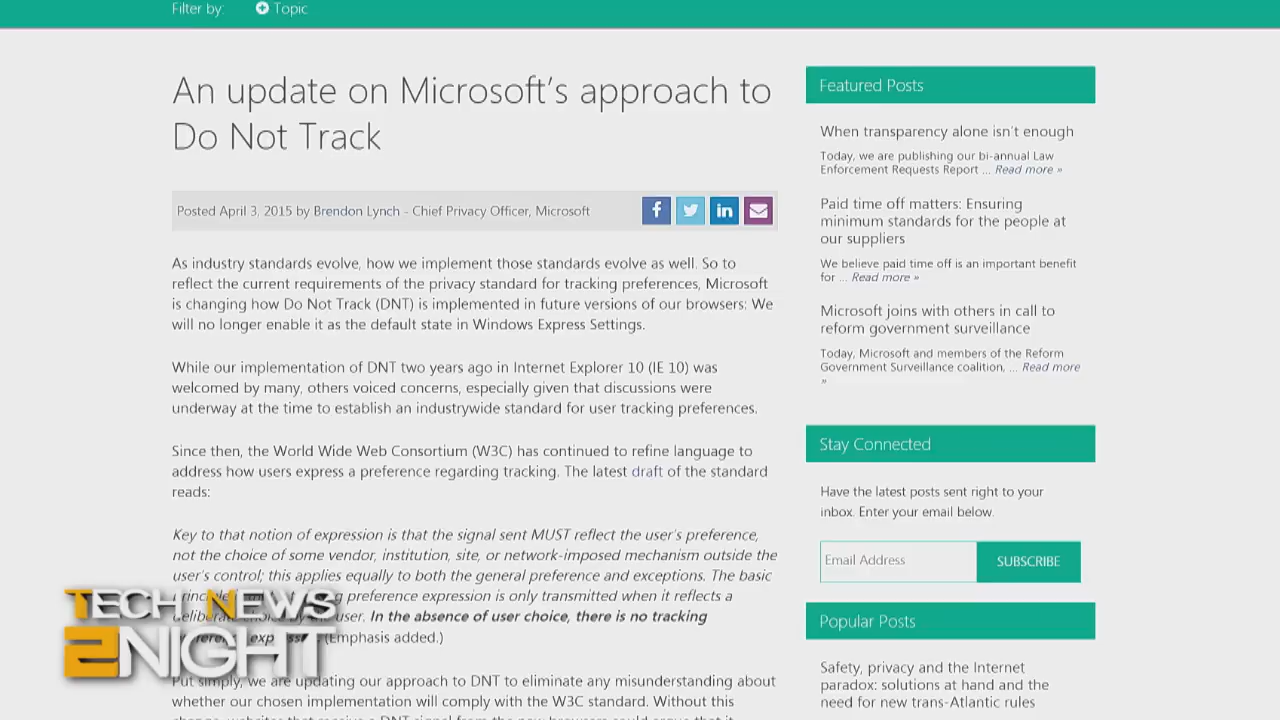 Filter by: Topic
An update on Microsoft's approach to
Do Not Track
Posted April 3, 2015 by Brendon Lynch - Chief Privacy Officer, Microsoft
As industry standards evolve, how we implement those standards evolve as well. So to
reflect the current requirements of the privacy standard for tracking preferences, Microsoft
is changing how Do Not Track (DNT) is implemented in future versions of our browsers: We
will no longer enable it as the default state in Windows Express Settings.
While our implementation of DNT two years ago in Internet Explorer 10 (IE 10) was
welcomed by many, others voiced concerns, especially given that discussions were
underway at the time to establish an industrywide standard for user tracking preferences.
Since then, the World Wide Web Consortium (W3C) has continued to refine language to
address how users express a preference regarding tracking. The latest draft of the standard
reads:
Key to that notion of expression is that the signal sent MUST reflect the user's preference,
not the choice of some vendor, institution, site, or network-imposed mechanism outside the
user's control; this applies equally to both the general preference and exceptions. The basic
preference expression is only transmitted when it reflects a
user. In the absence of user choice, there is no tracking
(Emphasis added.)
Put simply, we are updating our approach to DNT to eliminate any misunderstanding about
whether our chosen implementation will comply with the W3C standard. Without this
Featured Posts
When transparency alone isn't enough
Today, we are publishing our bi-annual Law
Enforcement Requests Report ... Read more »
Paid time off matters: Ensuring
minimum standards for the people at
our suppliers
We believe paid time off is an important benefit
for ... Read more »
Microsoft joins with others in call to
reform government surveillance
Today, Microsoft and members of the Reform
Government Surveillance coalition, ... Read more
»
Stay Connected
Have the latest posts sent right to your
inbox. Enter your email below.
Email Address SUBSCRIBE
Popular Posts
Safety, privacy and the Internet
paradox: solutions at hand and the
need for new trans-Atlantic rules
TECH NEWS
2NIGHT